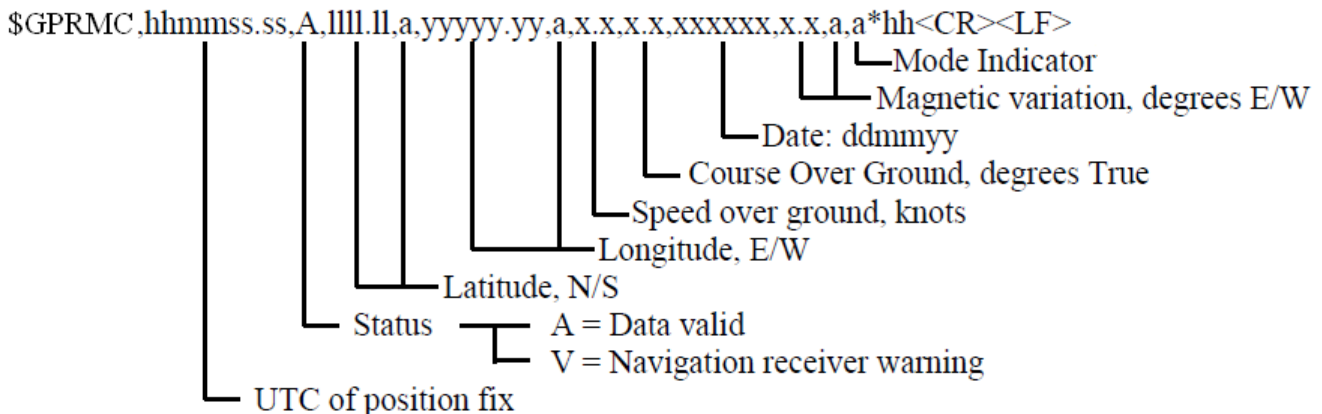 $GPRMC,hhmmss.ss,A,llll.ll,a,yyyyy.yy,a,x.x,x.x,xxxxxx,x.x,a,a*hh<CR><LF>
Mode Indicator
Magnetic variation, degrees E/W
Date: ddmmyy
Course Over Ground, degrees True
Speed over ground, knots
Longitude, E/W
Latitude, N/S
Status A = Data valid
V = Navigation receiver warning
UTC of position fix